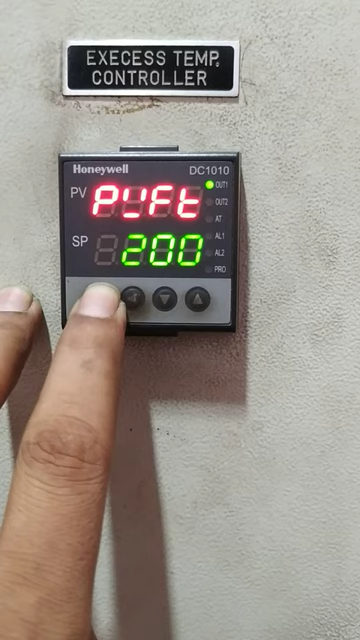 EXECESS TEMP.
CONTROLLER
Honeywell
DC1010
PV
PVFt
OUT1
OUT2
AT
SP
200
AL1
AL2
PRO